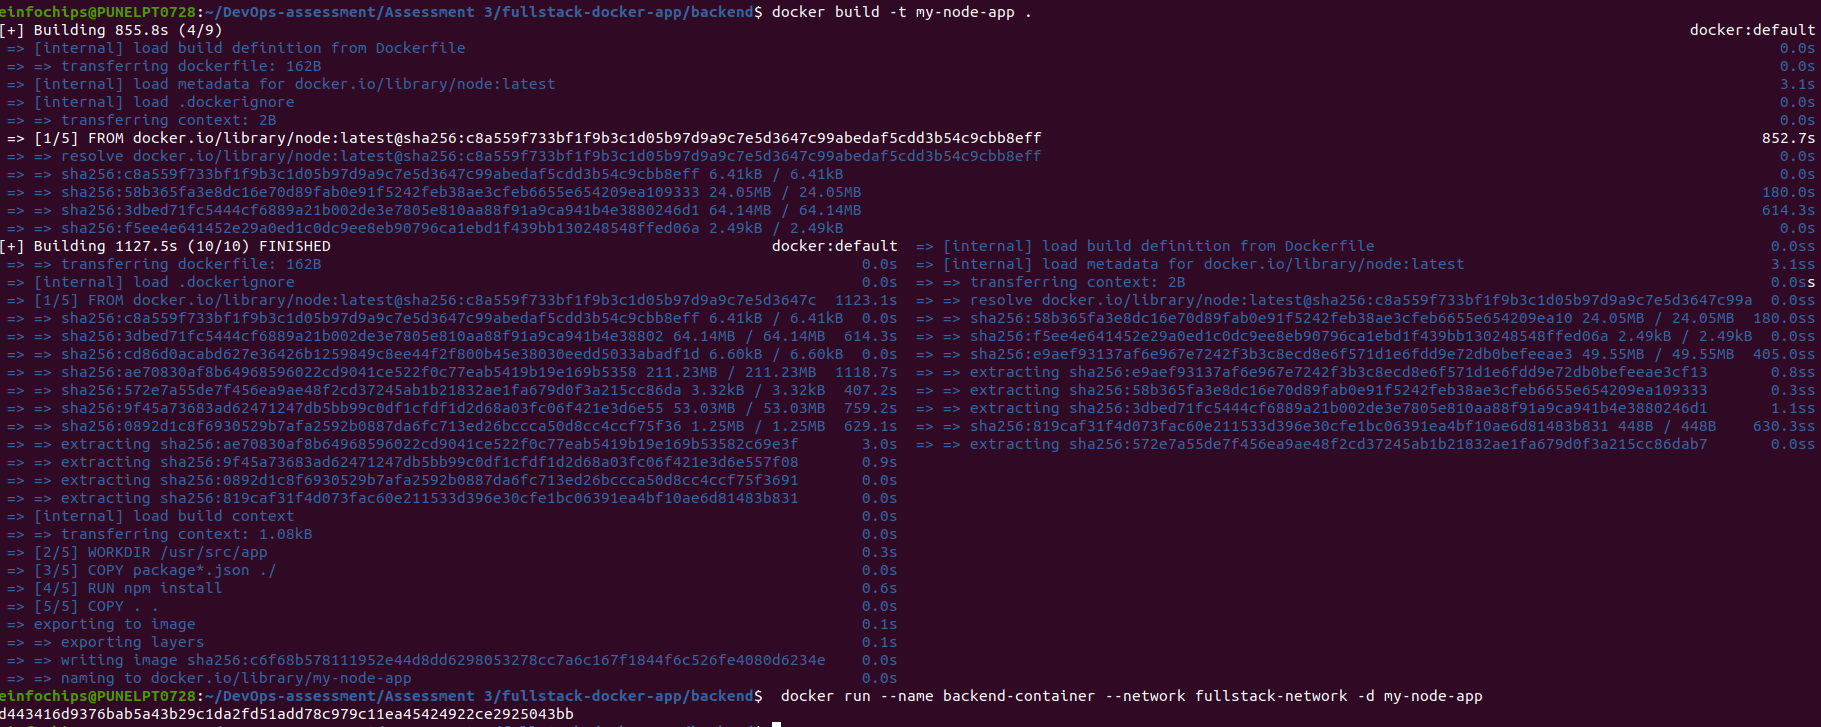 einfochips@PUNELPT0728:~/DevOps-assessment/Assessment 3/fullstack-docker-app/backend$ docker build -t my-node-app .
[+] Building 855.8s (4/9) docker:default
=> [internal] load build definition from Dockerfile 0.0s
=> => transferring dockerfile: 162B 0.0s
=> [internal] load metadata for docker.io/library/node:latest 3.1s
=> [internal] load .dockerignore 0.0s
=> => transferring context: 2B 0.0s
=> [1/5] FROM docker.io/library/node:latest@sha256:c8a559f733bf1f9b3c1d05b97d9a9c7e5d3647c99abedaf5cdd3b54c9cbb8eff 852.7s
=> => resolve docker.io/library/node:latest@sha256:c8a559f733bf1f9b3c1d05b97d9a9c7e5d3647c99abedaf5cdd3b54c9cbb8eff 0.0s
=> => sha256:c8a559f733bf1f9b3c1d05b97d9a9c7e5d3647c99abedaf5cdd3b54c9cbb8eff 6.41kB / 6.41kB 0.0s
=> => sha256:58b365fa3e8dc16e70d89fab0e91f5242feb38ae3cfeb6655e654209ea109333 24.05MB / 24.05MB 180.0s
=> => sha256:3dbed71fc5444cf6889a21b002de3e7805e810aa88f91a9ca941b4e3880246d1 64.14MB / 64.14MB 614.3s
=> => sha256:f5ee4e641452e29a0ed1c0dc9ee8eb90796ca1ebd1f439bb130248548ffed06a 2.49kB / 2.49kB 0.0s
[+] Building 1127.5s (10/10) FINISHED docker:default => [internal] load build definition from Dockerfile 0.0ss
=> => transferring dockerfile: 162B 0.0s => [internal] load metadata for docker.io/library/node:latest 3.1ss
=> [internal] load .dockerignore 0.0s => => transferring context: 2B 0.0ss
=> [1/5] FROM docker.io/library/node:latest@sha256:c8a559f733bf1f9b3c1d05b97d9a9c7e5d3647c 1123.1s => => resolve docker.io/library/node:latest@sha256:c8a559f733bf1f9b3c1d05b97d9a9c7e5d3647c99a 0.0ss
=> => sha256:c8a559f733bf1f9b3c1d05b97d9a9c7e5d3647c99abedaf5cdd3b54c9cbb8eff 6.41kB / 6.41kB 0.0s => => sha256:58b365fa3e8dc16e70d89fab0e91f5242feb38ae3cfeb6655e654209ea10 24.05MB / 24.05MB 180.0ss
=> => sha256:3dbed71fc5444cf6889a21b002de3e7805e810aa88f91a9ca941b4e38802 64.14MB / 64.14MB 614.3s => => sha256:f5ee4e641452e29a0ed1c0dc9ee8eb90796ca1ebd1f439bb130248548ffed06a 2.49kB / 2.49kB 0.0ss
=> => sha256:cd86d0acabd627e36426b1259849c8ee44f2f800b45e38030eedd5033abadf1d 6.60kB / 6.60kB 0.0s => => sha256:e9aef93137af6e967e7242f3b3c8ecd8e6f571d1e6fdd9e72db0befeeae3 49.55MB / 49.55MB 405.0ss
=> => sha256:ae70830af8b64968596022cd9041ce522f0c77eab5419b19e169b5358 211.23MB / 211.23MB 1118.7s => => extracting sha256:e9aef93137af6e967e7242f3b3c8ecd8e6f571d1e6fdd9e72db0befeeae3cf13 0.8ss
=> => sha256:572e7a55de7f456ea9ae48f2cd37245ab1b21832ae1fa679d0f3a215cc86da 3.32kB / 3.32kB 407.2s => => extracting sha256:58b365fa3e8dc16e70d89fab0e91f5242feb38ae3cfeb6655e654209ea109333 0.3ss
=> => sha256:9f45a73683ad62471247db5bb99c0df1cfdf1d2d68a03fc06f421e3d6e55 53.03MB / 53.03MB 759.2s => => extracting sha256:3dbed71fc5444cf6889a21b002de3e7805e810aa88f91a9ca941b4e3880246d1 1.1ss
=> => sha256:0892d1c8f6930529b7afa2592b0887da6fc713ed26bccca50d8cc4ccf75f36 1.25MB / 1.25MB 629.1s => => sha256:819caf31f4d073fac60e211533d396e30cfe1bc06391ea4bf10ae6d81483b831 448B / 448B 630.3ss
=> => extracting sha256:ae70830af8b64968596022cd9041ce522f0c77eab5419b19e169b53582c69e3f 3.0s => => extracting sha256:572e7a55de7f456ea9ae48f2cd37245ab1b21832ae1fa679d0f3a215cc86dab7 0.0ss
=> => extracting sha256:9f45a73683ad62471247db5bb99c0df1cfdf1d2d68a03fc06f421e3d6e557f08 0.9s
=> => extracting sha256:0892d1c8f6930529b7afa2592b0887da6fc713ed26bccca50d8cc4ccf75f3691 0.0s
=> => extracting sha256:819caf31f4d073fac60e211533d396e30cfe1bc06391ea4bf10ae6d81483b831 0.0s
=> [internal] load build context 0.0s
=> => transferring context: 1.08kB 0.0s
=> [2/5] WORKDIR /usr/src/app 0.3s
=> [3/5] COPY package*.json ./ 0.0s
=> [4/5] RUN npm install 0.6s
=> [5/5] COPY . . 0.0s
=> exporting to image 0.1s
=> => exporting layers 0.1s
=> => writing image sha256:c6f68b578111952e44d8dd6298053278cc7a6c167f1844f6c526fe4080d6234e 0.0s
=> => naming to docker.io/library/my-node-app 0.0s
einfochips@PUNELPT0728:~/DevOps-assessment/Assessment 3/fullstack-docker-app/backend$ docker run --name backend-container --network fullstack-network -d my-node-app
d443416d9376bab5a43b29c1da2fd51add78c979c11ea45424922ce2925043bb